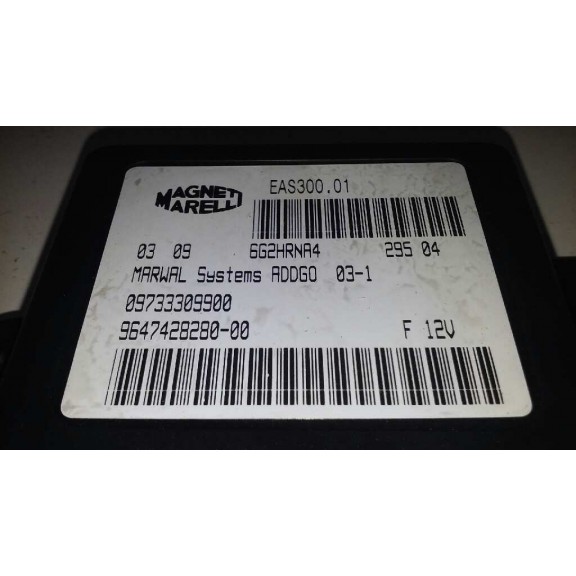 MAGNETI MARELLI
EAS300.01
03 09 6G2HRNA4 295 04
MARWAL Systems ADDGO 03-1
09733309900
9647428280-00 F 12V